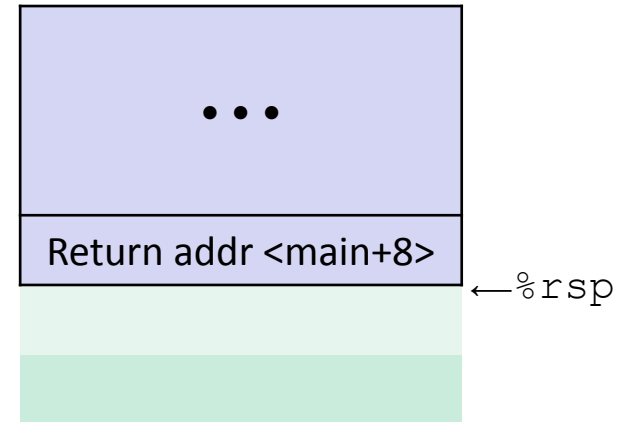 • • •
Return addr <main+8>
←%rsp